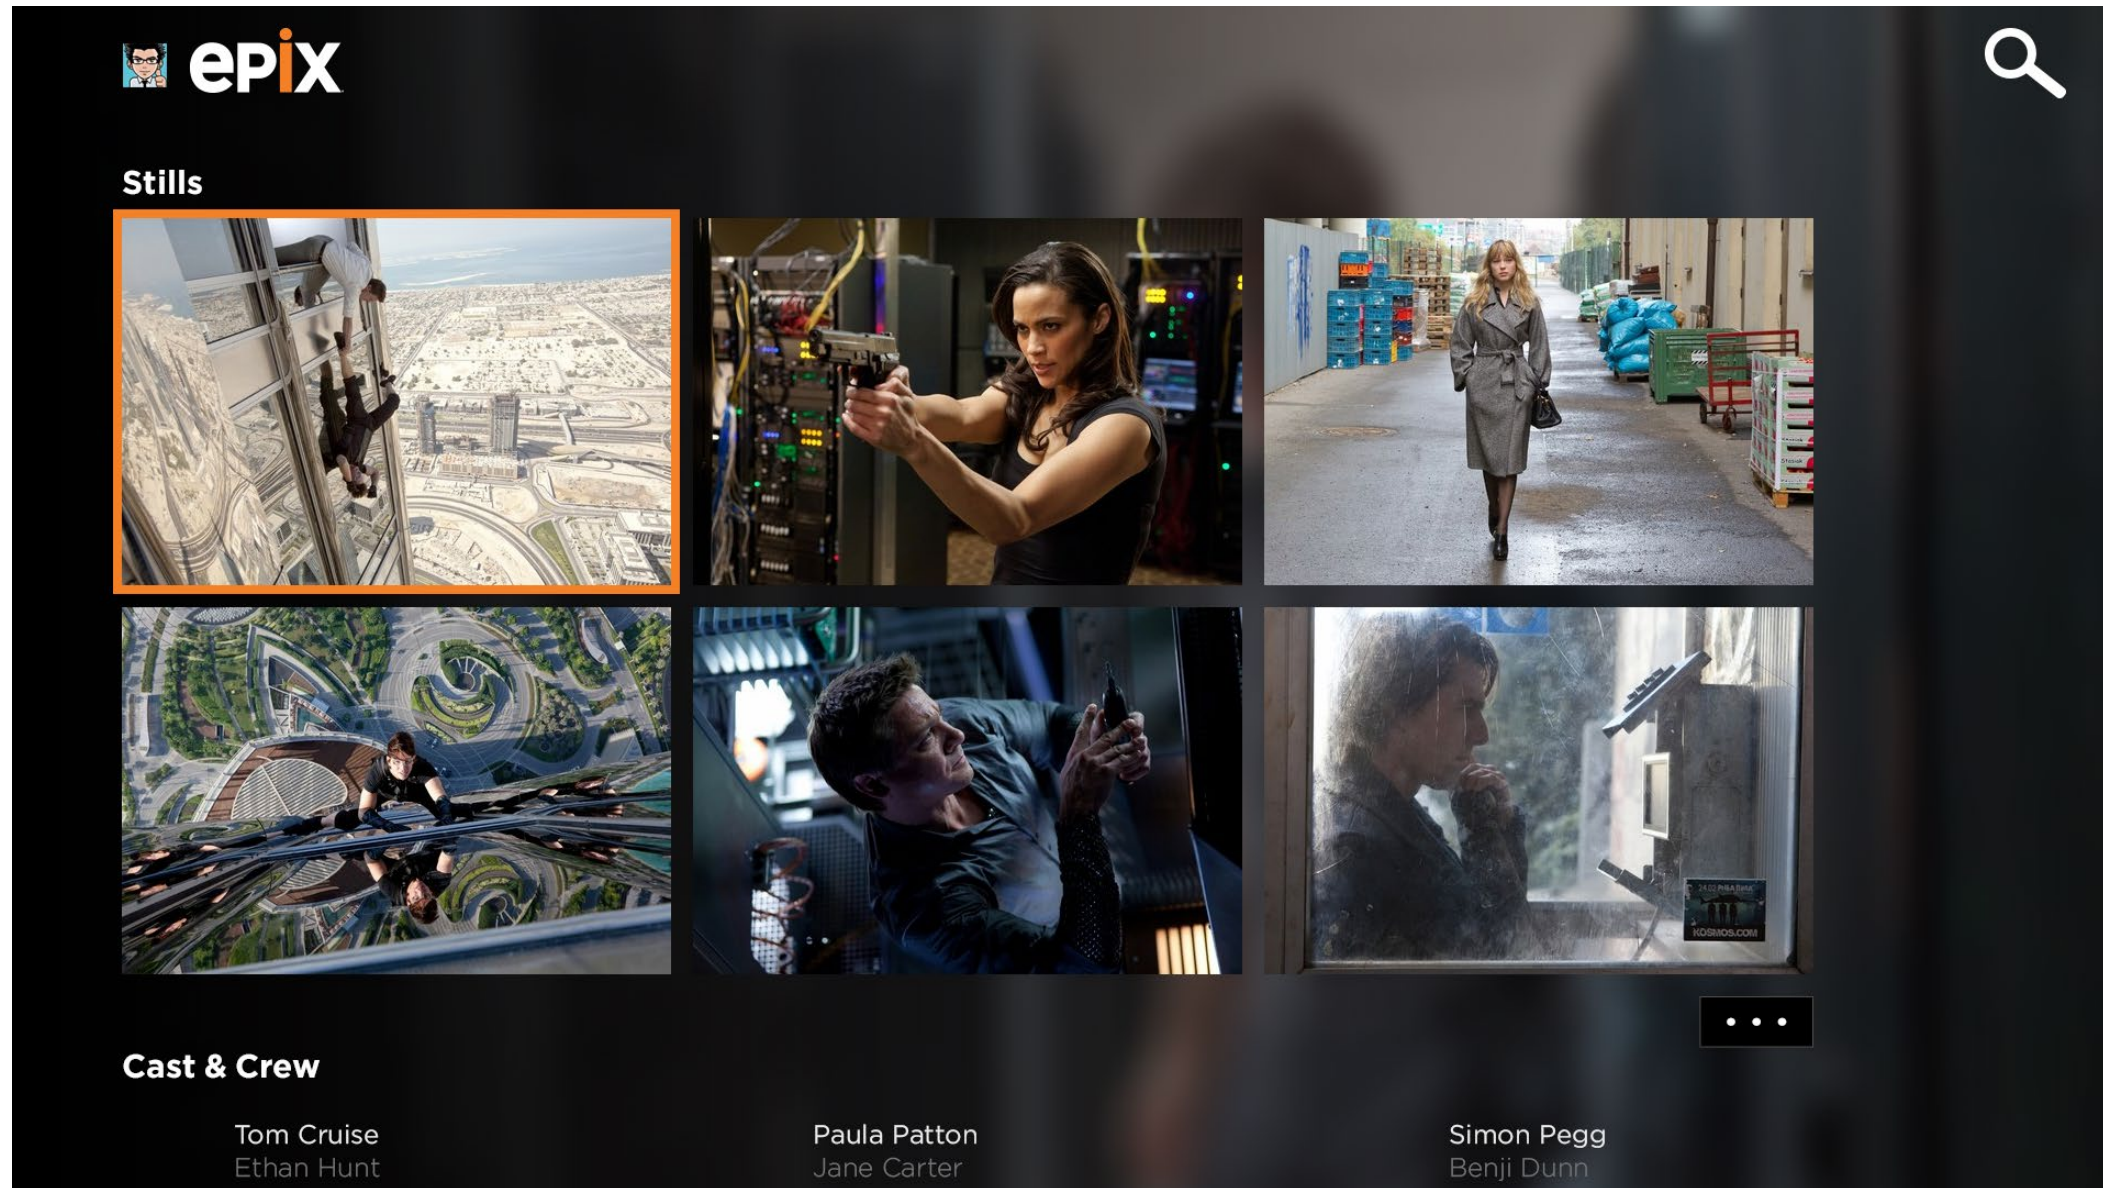 epix
Stills
KOSMOS.COM
Cast & Crew
Tom Cruise
Paula Patton
Simon Pegg
Ethan Hunt
Jane Carter
Benji Dunn